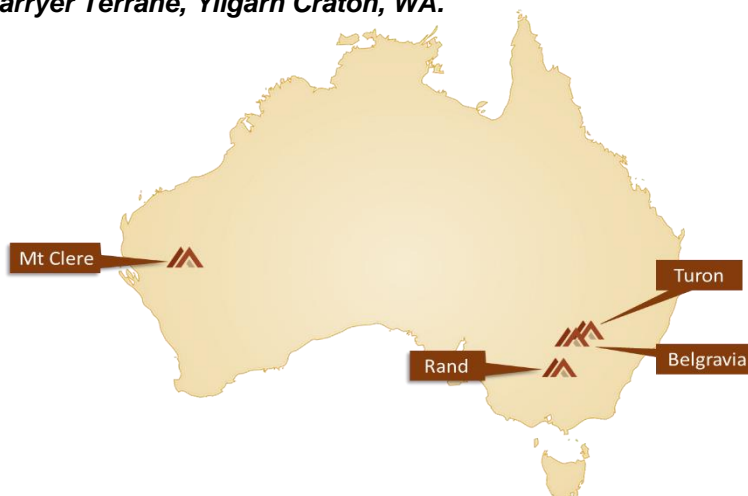 arryer Terrane, Yilgarn Craton, WA.
Mt Clere
Turon
Rand
Belgravia